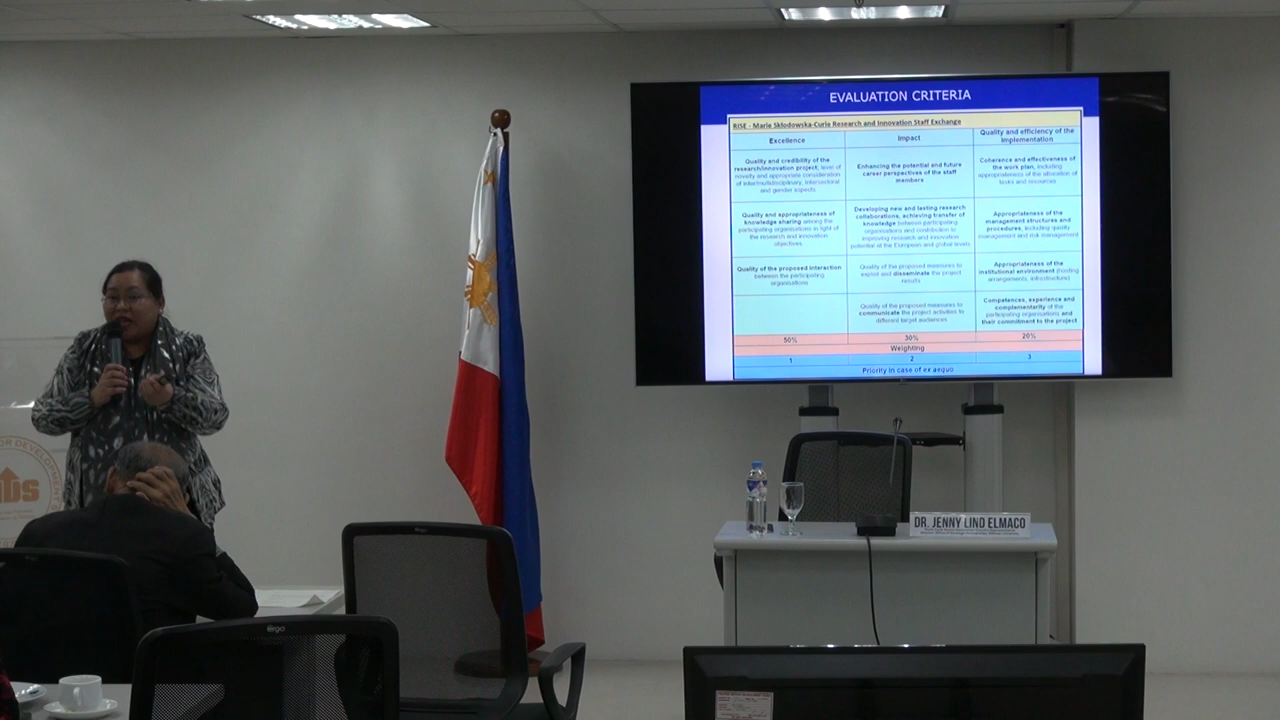 EVALUATION CRITERIA
RISE - Marie Skłodowska-Curie Research and Innovation Staff Exchange
Excellence
Impact
Quality and efficiency of the
implementation
Quality and credibility of the
research/innovation project; level of
novelty and appropriate consideration
of inter/multidisciplinary, intersectoral
and gender aspects
Enhancing the potential and future
career perspectives of the staff
members
Coherence and effectiveness of
the work plan, including
appropriateness of the allocation of
tasks and resources
Quality and appropriateness of
knowledge sharing among the
participating organisations in light of
the research and innovation
objectives
Developing new and lasting research
collaborations, achieving transfer of
knowledge between participating
organisations and contribution to
improving research and innovation
potential at the European and global levels
Appropriateness of the
management structures and
procedures, including quality
management and risk management
Quality of the proposed interaction
between the participating
organisations
Quality of the proposed measures to
exploit and disseminate the project
results
Appropriateness of the
institutional environment (hosting
arrangements, infrastructure)
Quality of the proposed measures to
communicate the project activities to
different target audiences
Competences, experience and
complementarity of the
participating organisations and
their commitment to the project
50%
30%
20%
Weighting
1
2
3
Priority in case of ex aequo
DR. JENNY LIND ELMACO
OR DEVELOPMENT
ergo
ergo